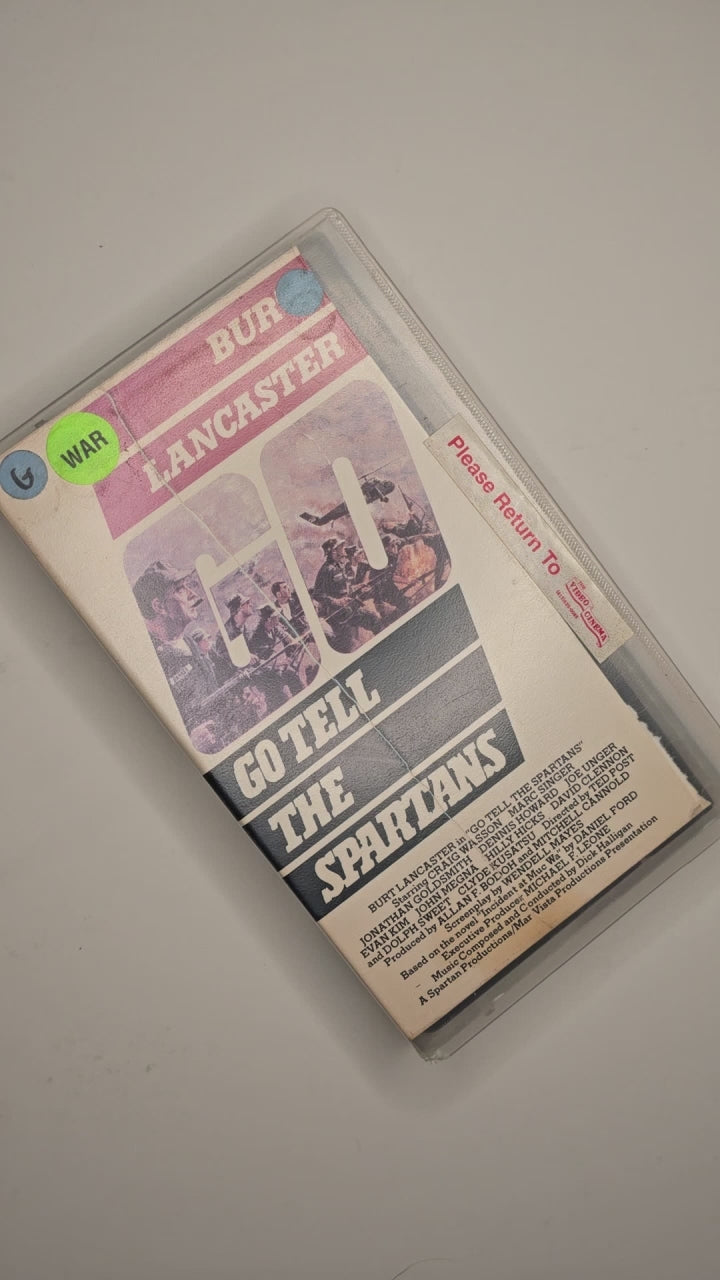 BUR
LANCASTER
G
WAR
GO
Please Return To
THE
VIDEO CINEMA
GO TELL
THE
SPARTANS
BURT LANCASTER in "GO TELL THE SPARTANS"
Starring CRAIG WASSON MARC SINGER
JONATHAN GOLDSMITH DENNIS HOWARD JOE UNGER
EVAN KIM JOHN MEGNA HILLY HICKS DAVID CLENNON
and DOLPH SWEET CLYDE KUSATSU Directed by TED POST
Produced by ALLAN F. BODOH and MITCHELL CANNOLD
Screenplay by WENDELL MAYES
Based on the novel "Incident at Muc Wa" by DANIEL FORD
Executive Producer MICHAEL F. LEONE
Music Composed and Conducted by Dick Halligan
A Spartan Productions/Mar Vista Productions Presentation